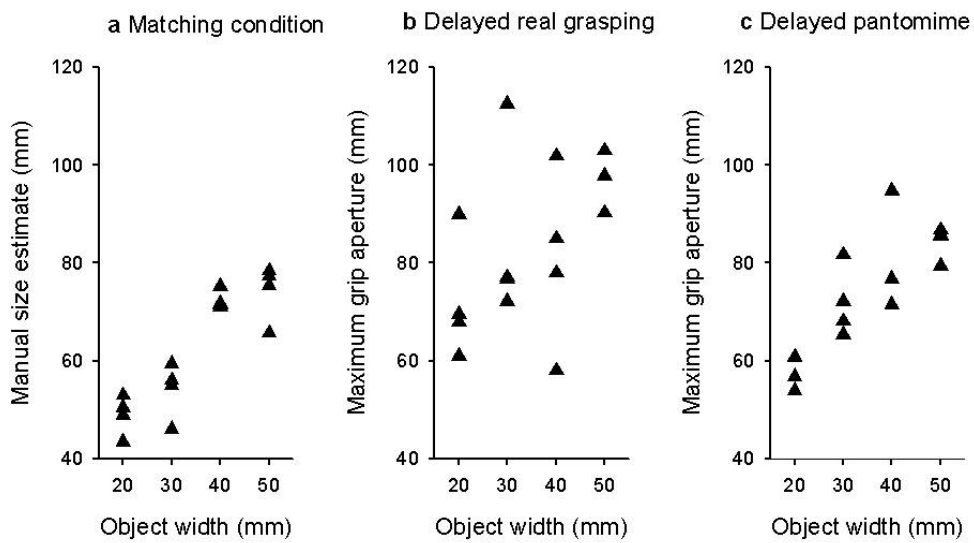 a Matching condition
120
100
80
60
40
Manual size estimate (mm)
20 30 40 50
Object width (mm)
b Delayed real grasping
120
100
80
60
40
Maximum grip aperture (mm)
20 30 40 50
Object width (mm)
c Delayed pantomime
120
100
80
60
40
Maximum grip aperture (mm)
20 30 40 50
Object width (mm)